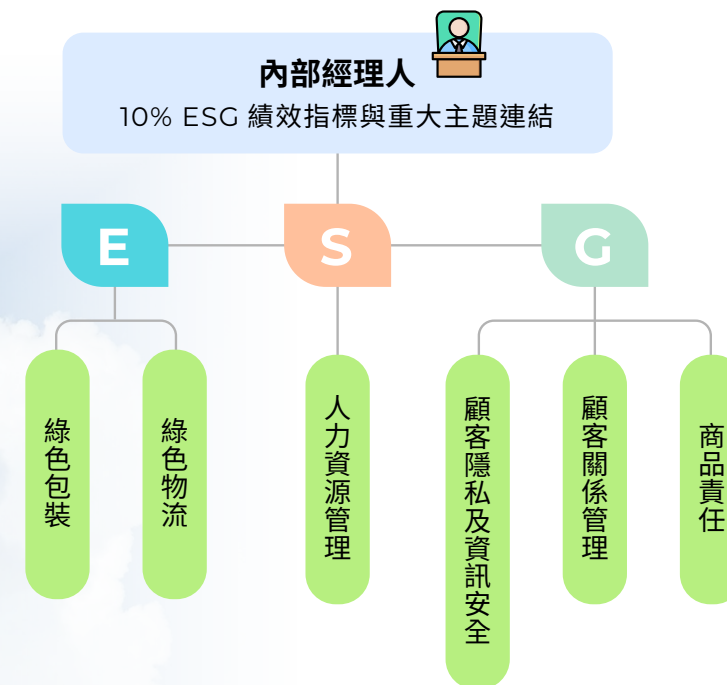 內部經理人
10% ESG 績效指標與重大主題連結
E
S
G
綠色包裝
綠色物流
人力資源管理
顧客隱私及資訊安全
顧客關係管理
商品責任